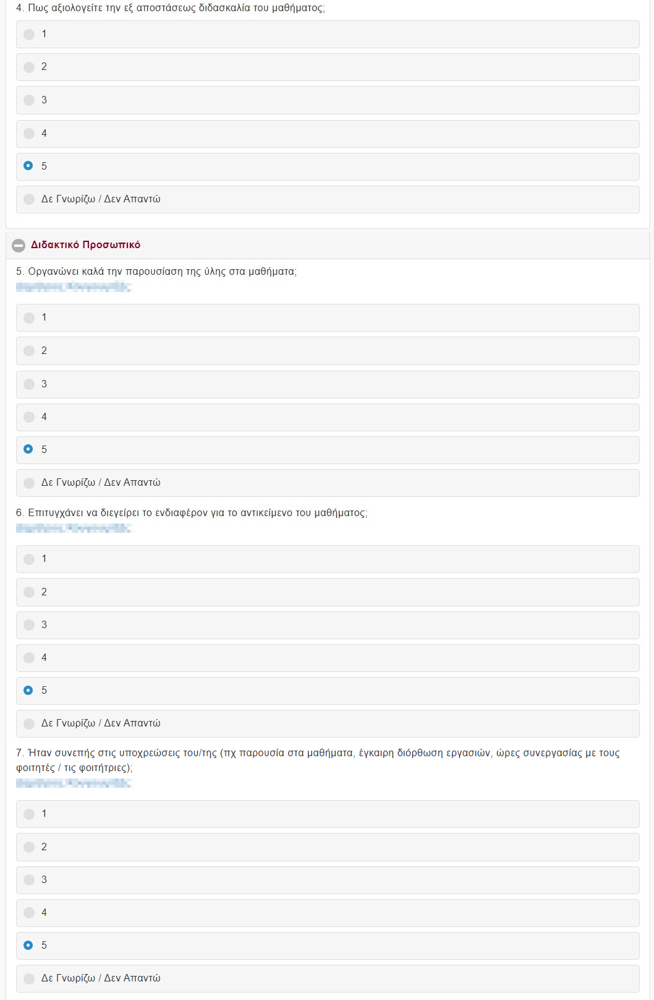 4. Πως αξιολογείτε την εξ αποστάσεως διδασκαλία του μαθήματος;
1
2
3
4
5
Δε Γνωρίζω / Δεν Απαντώ
Διδακτικό Προσωπικό
5. Οργανώνει καλά την παρουσίαση της ύλης στα μαθήματα;
1
2
3
4
5
Δε Γνωρίζω / Δεν Απαντώ
6. Επιτυγχάνει να διεγείρει το ενδιαφέρον για το αντικείμενο του μαθήματος;
1
2
3
4
5
Δε Γνωρίζω / Δεν Απαντώ
7. Ήταν συνεπής στις υποχρεώσεις του/της (πχ παρουσία στα μαθήματα, έγκαιρη διόρθωση εργασιών, ώρες συνεργασίας με τους
φοιτητές / τις φοιτήτριες);
1
2
3
4
5
Δε Γνωρίζω / Δεν Απαντώ